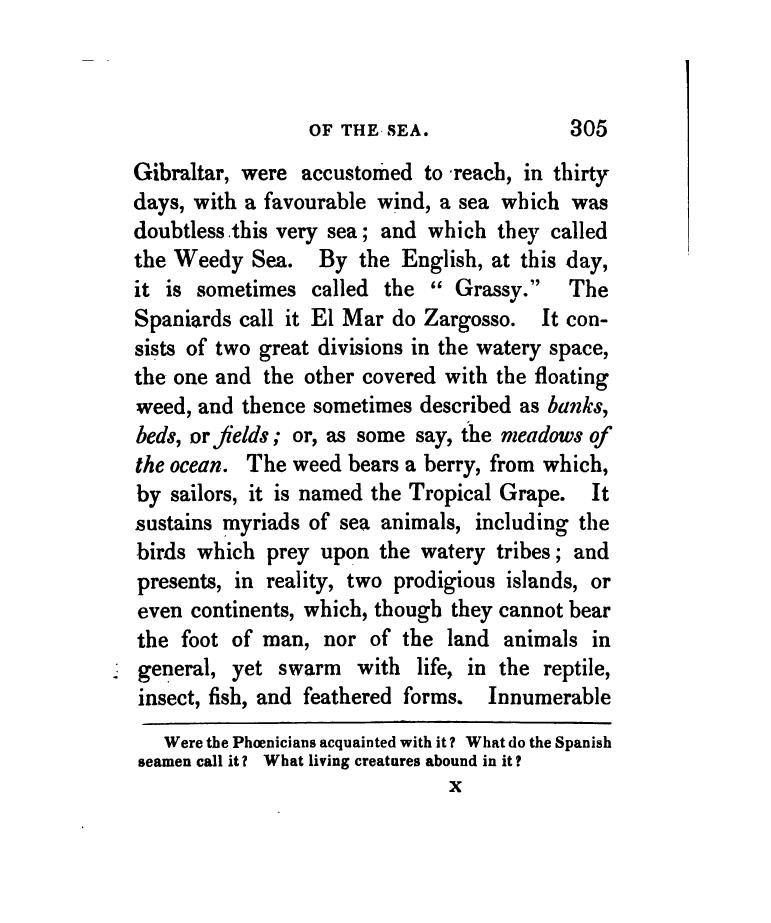 OF THE SEA. 305
Gibraltar, were accustomed to reach, in thirty
days, with a favourable wind, a sea which was
doubtless this very sea; and which they called
the Weedy Sea. By the English, at this day,
it is sometimes called the “ Grassy.” The
Spaniards call it El Mar do Zargosso. It con-
sists of two great divisions in the watery space,
the one and the other covered with the floating
weed, and thence sometimes described as banks,
beds, or fields; or, as some say, the meadows of
the ocean. The weed bears a berry, from which,
by sailors, it is named the Tropical Grape. It
sustains myriads of sea animals, including the
birds which prey upon the watery tribes; and
presents, in reality, two prodigious islands, or
even continents, which, though they cannot bear
the foot of man, nor of the land animals in
general, yet swarm with life, in the reptile,
insect, fish, and feathered forms. Innumerable
Were the Phœnicians acquainted with it? What do the Spanish
seamen call it? What living creatures abound in it?
X